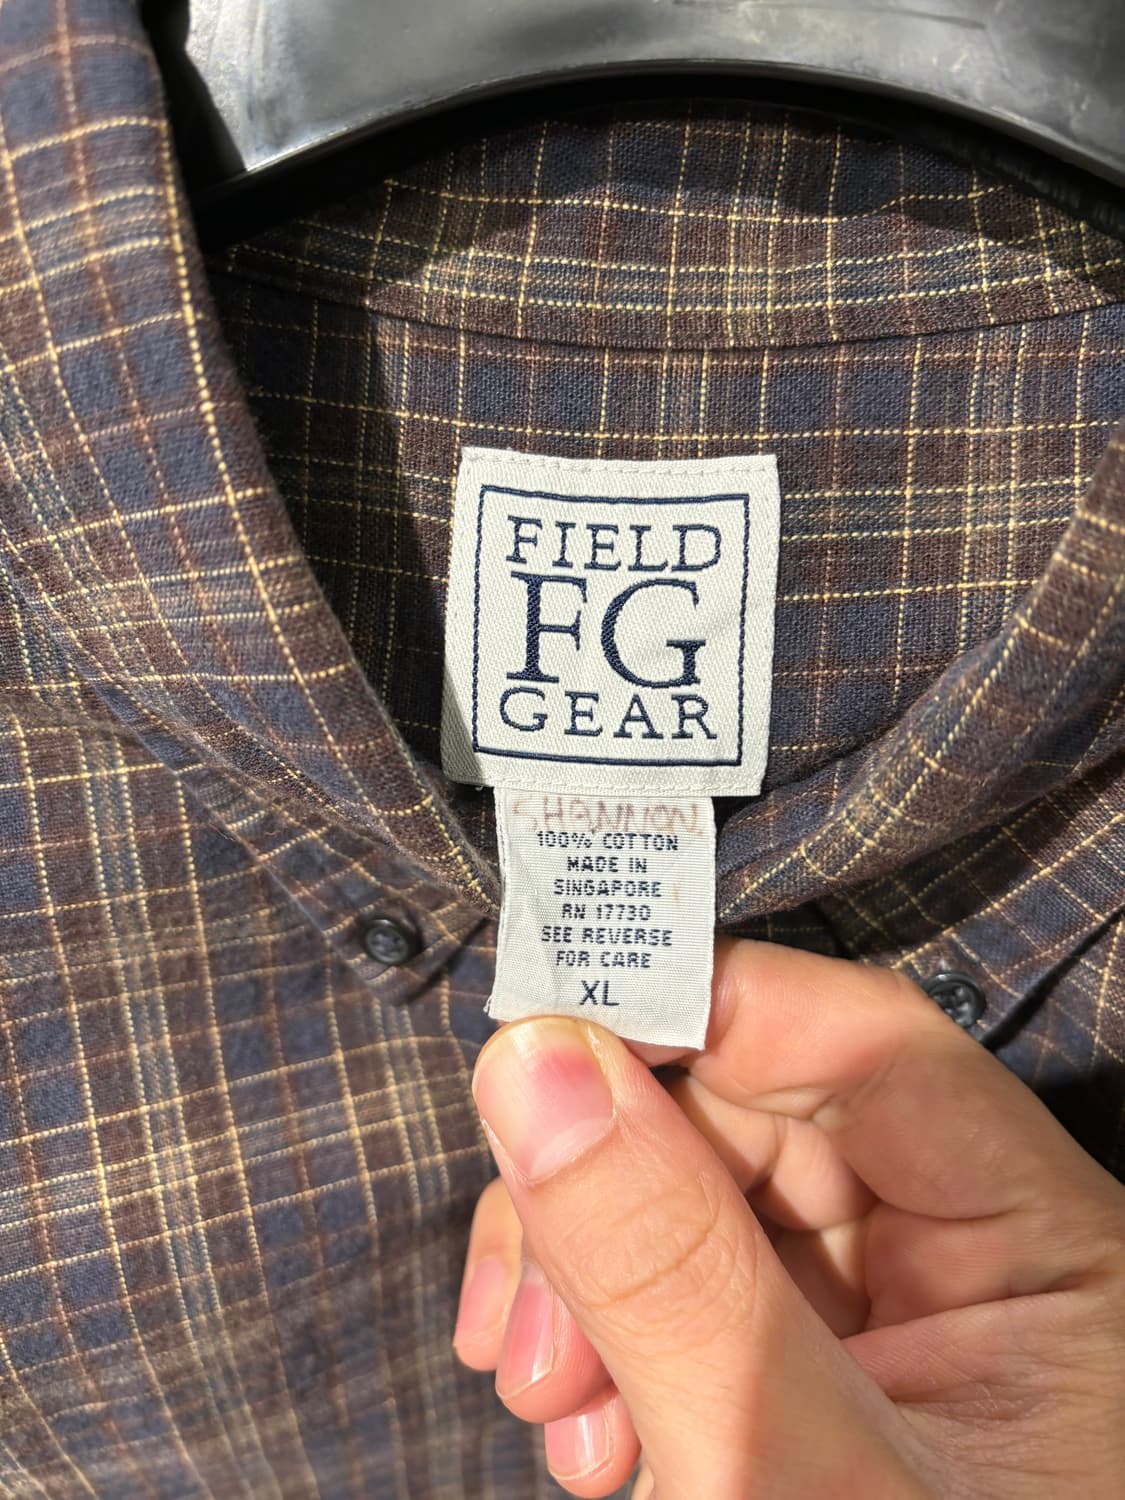 FIELD
FG
GEAR
SHANNON
100% COTTON
MADE IN
SINGAPORE
RN 17730
SEE REVERSE
FOR CARE
XL